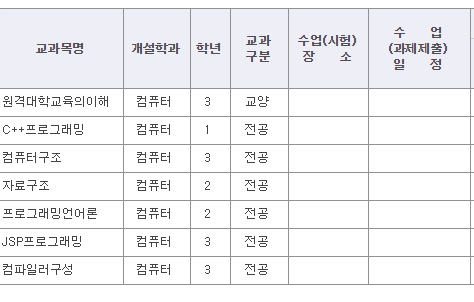 교과목명 개설학과 학년 교과 구분 수업(시험) 장 소 수 업 (과제제출) 일 정
원격대학교육의이해 컴퓨터 3 교양
C++프로그래밍 컴퓨터 1 전공
컴퓨터구조 컴퓨터 3 전공
자료구조 컴퓨터 2 전공
프로그래밍언어론 컴퓨터 2 전공
JSP프로그래밍 컴퓨터 3 전공
컴파일러구성 컴퓨터 3 전공